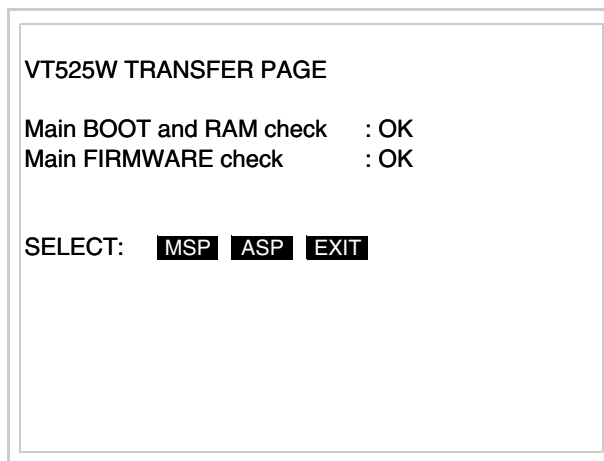 VT525W TRANSFER PAGE
Main BOOT and RAM check : OK
Main FIRMWARE check : OK
SELECT: MSP ASP EXIT